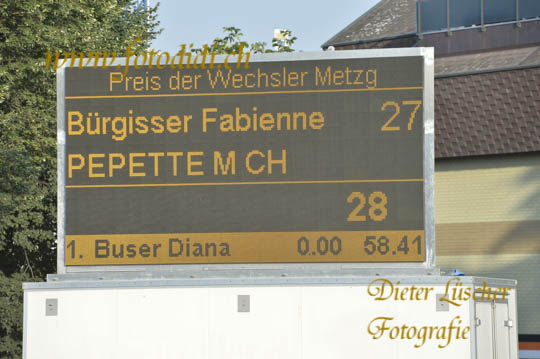 www.fotodidi.ch
Preis der Wechsler Metzg
Bürgisser Fabienne 27
PEPETTE M CH
28
1. Buser Diana 0.00 58.41
Dieter Lüscher
Fotografie